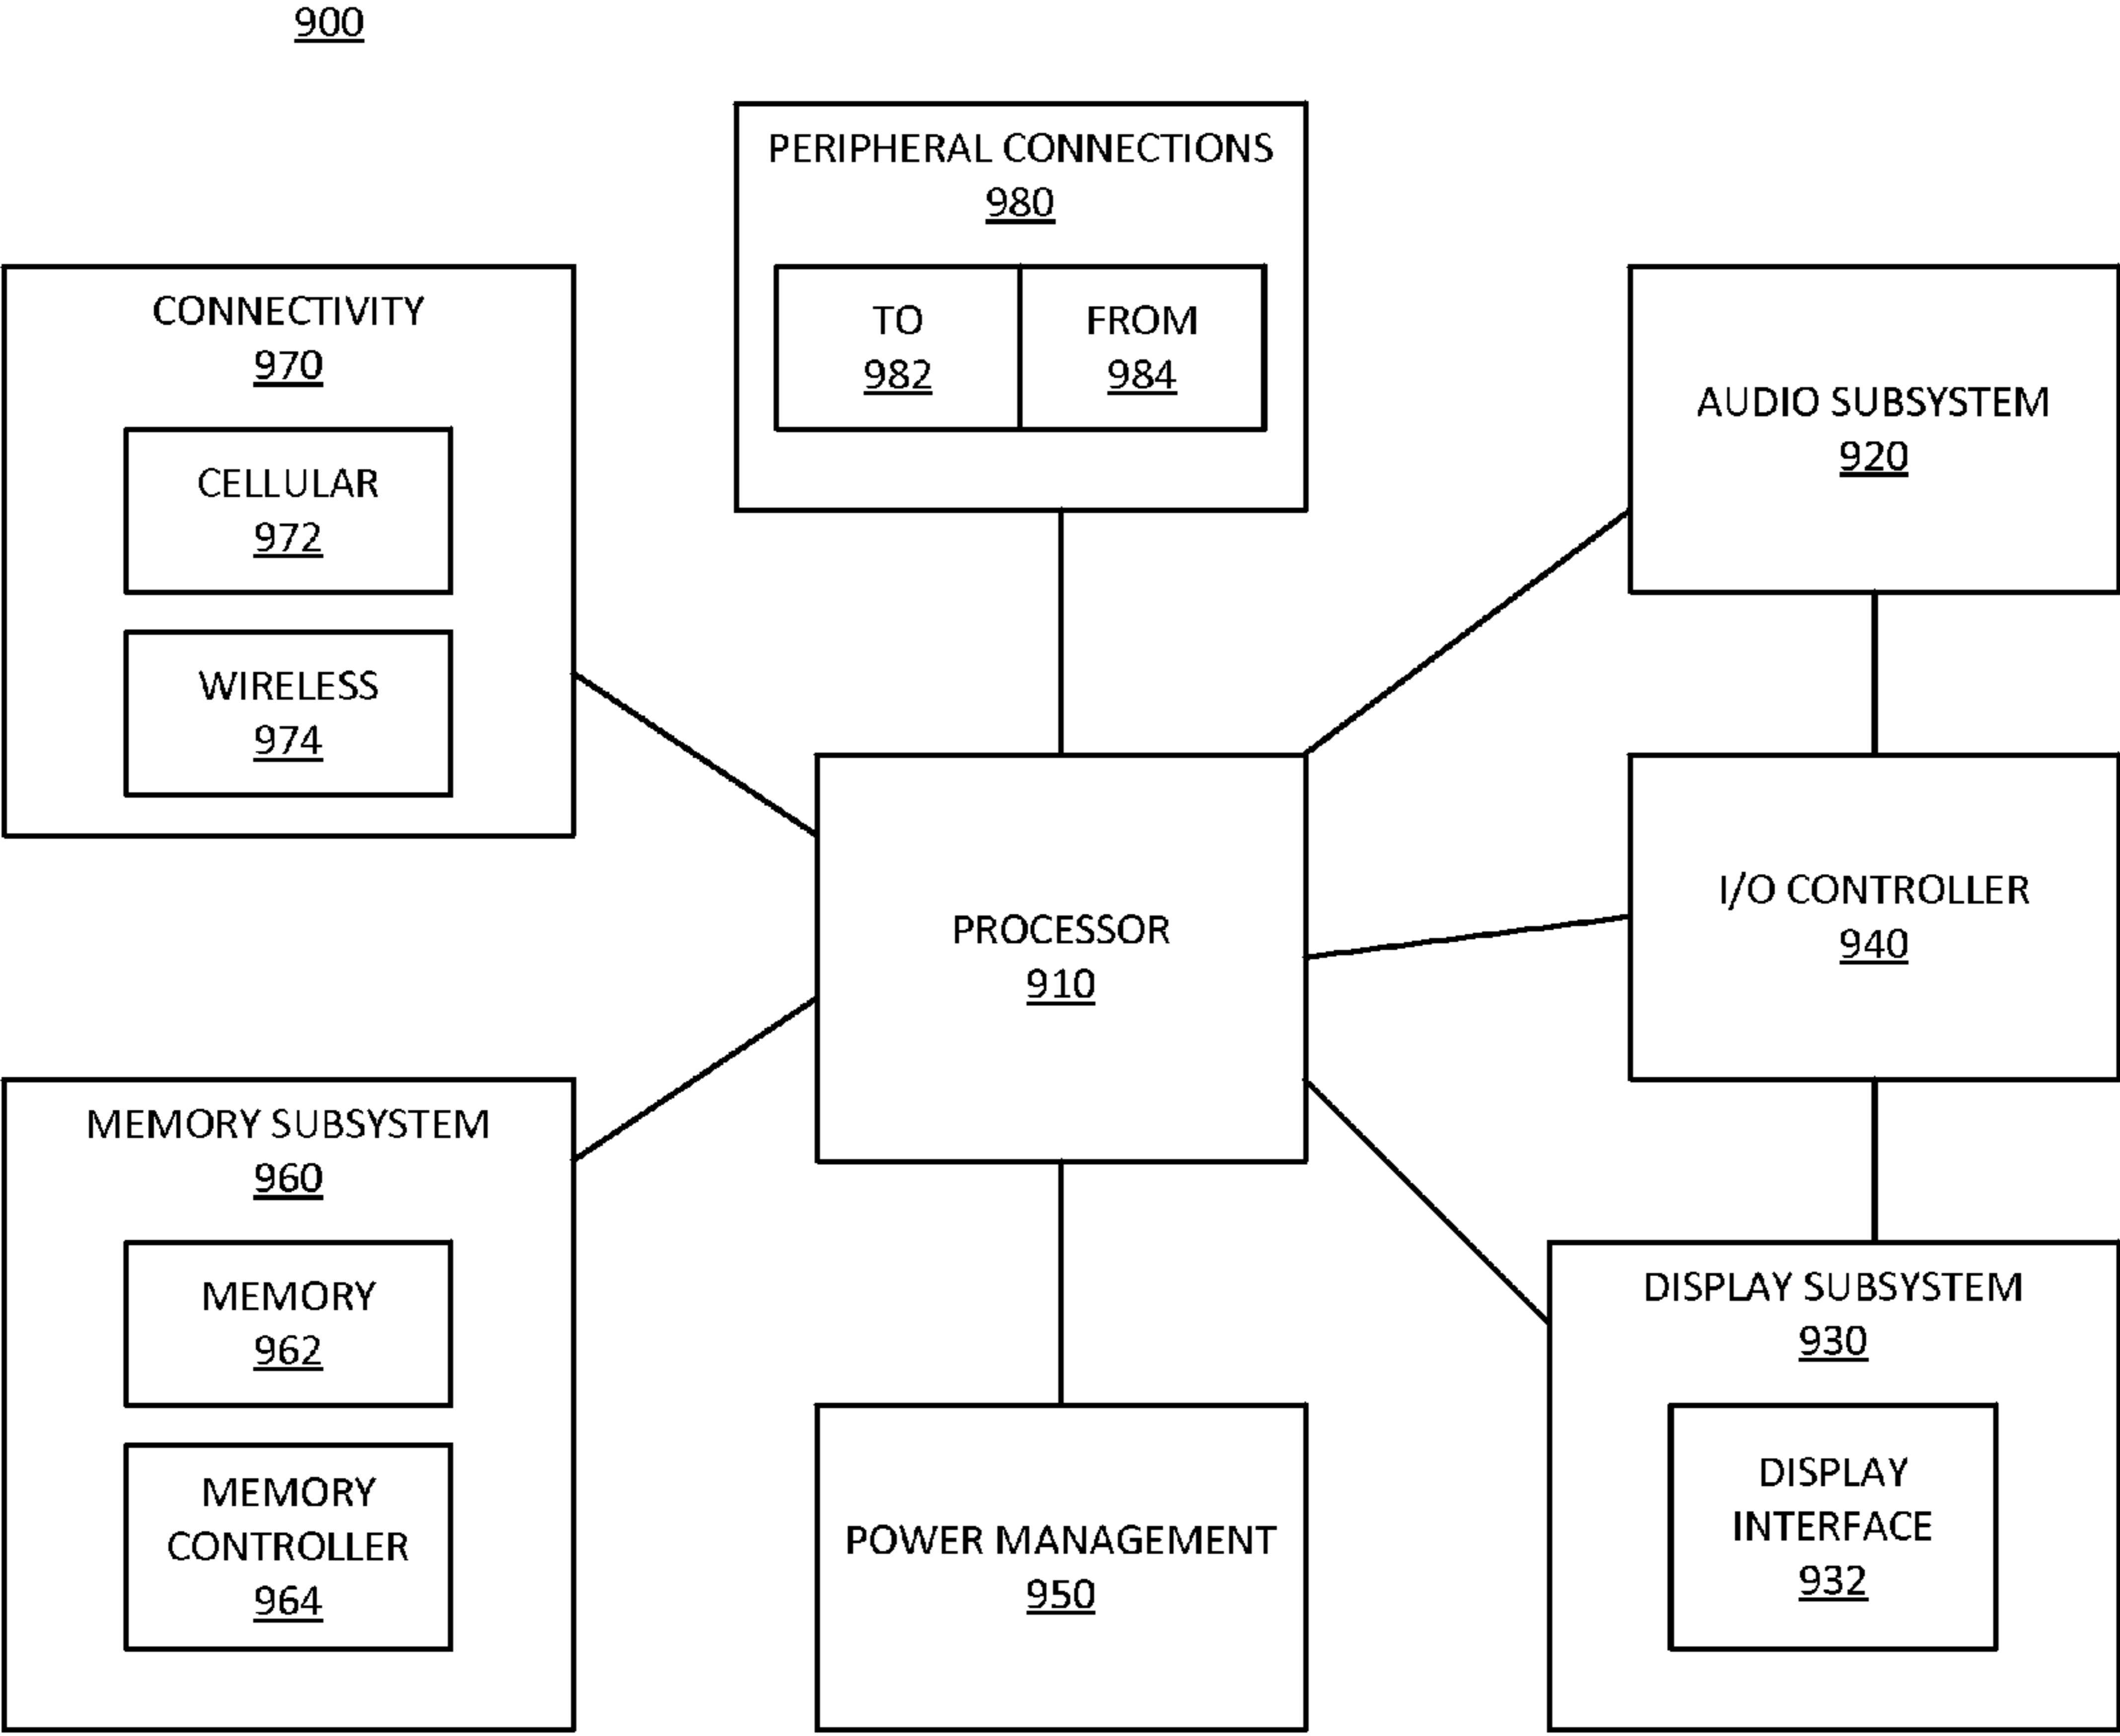 900
PERIPHERAL CONNECTIONS
980
TO
982
FROM
984
CONNECTIVITY
970
CELLULAR
972
WIRELESS
974
AUDIO SUBSYSTEM
920
PROCESSOR
910
I/O CONTROLLER
940
MEMORY SUBSYSTEM
960
MEMORY
962
MEMORY
CONTROLLER
964
POWER MANAGEMENT
950
DISPLAY SUBSYSTEM
930
DISPLAY
INTERFACE
932